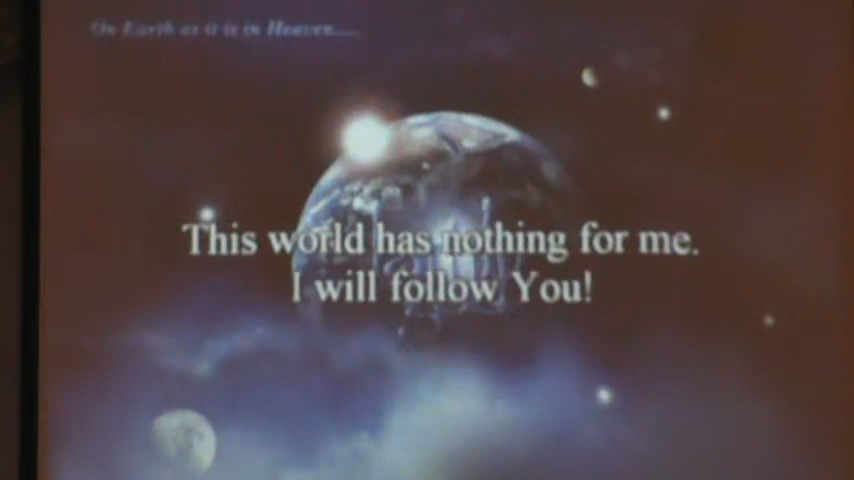 On Earth as it is in Heaven.....
This world has nothing for me.
I will follow You!